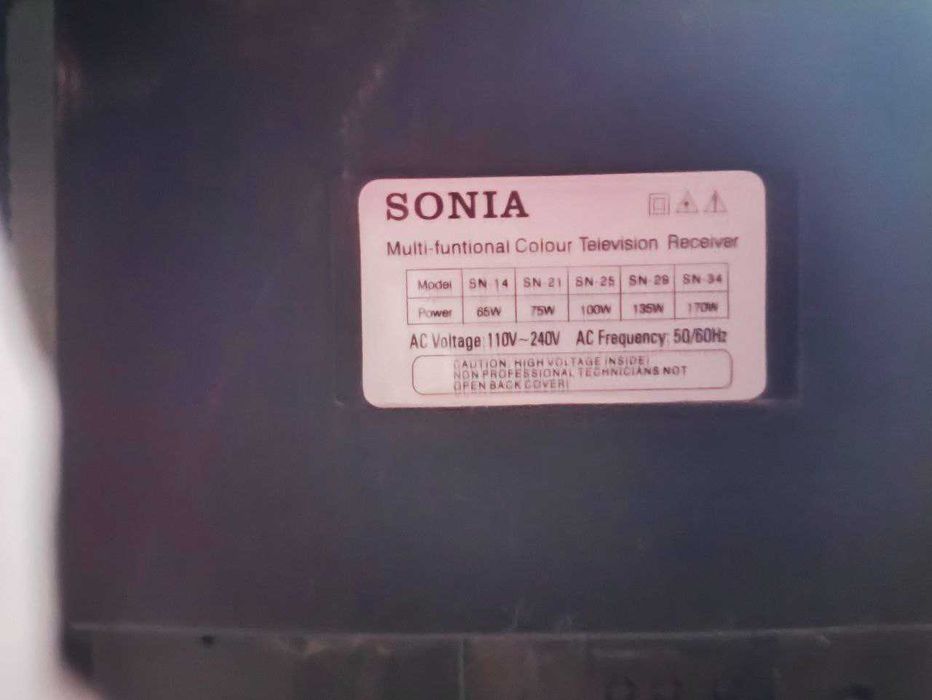 SONIA
Multi-funtional Colour Television Receiver
Model SN-14 SN-21 SN-25 SN-29 SN-34
Power 65W 75W 100W 135W 170W
AC Voltage: 110V~240V AC Frequency: 50/60Hz
CAUTION: HIGH VOLTAGE INSIDE!
NON PROFESSIONAL TECHNICIANS NOT
OPEN BACK COVER!